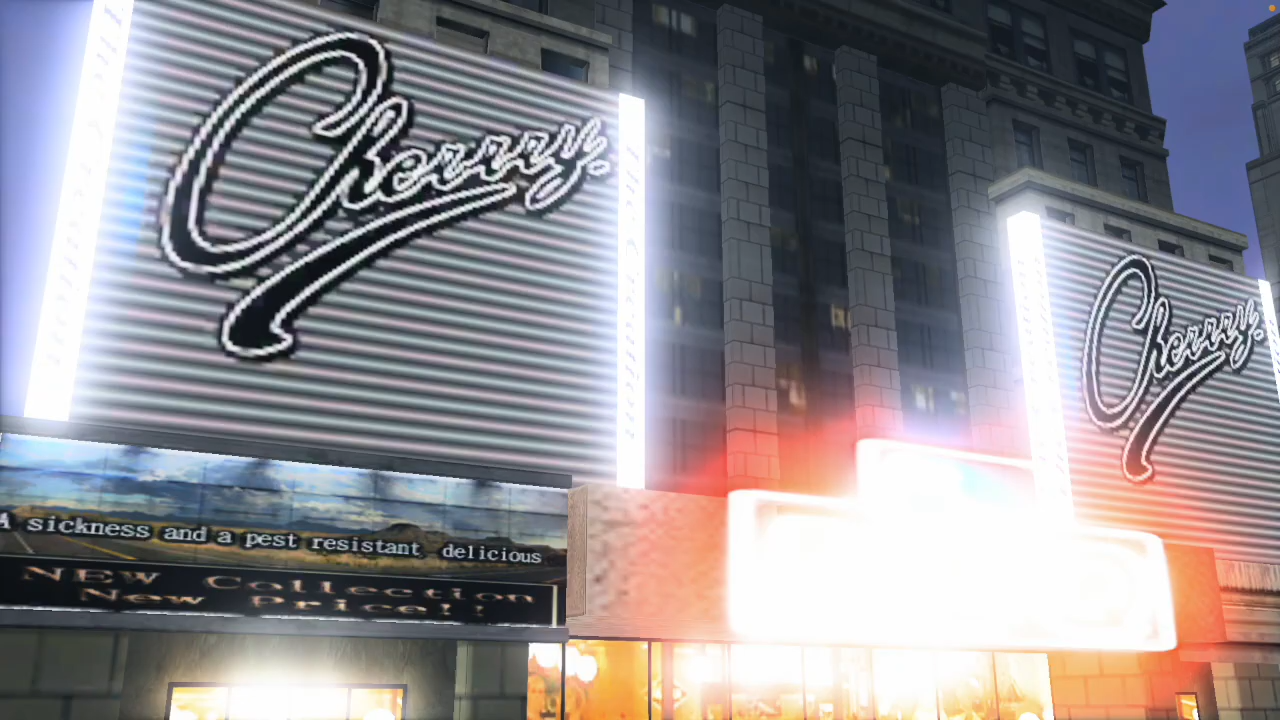 Cherry.
A sickness and a pest resistant, delicious
NEW Collection
New price!!
Cherry.